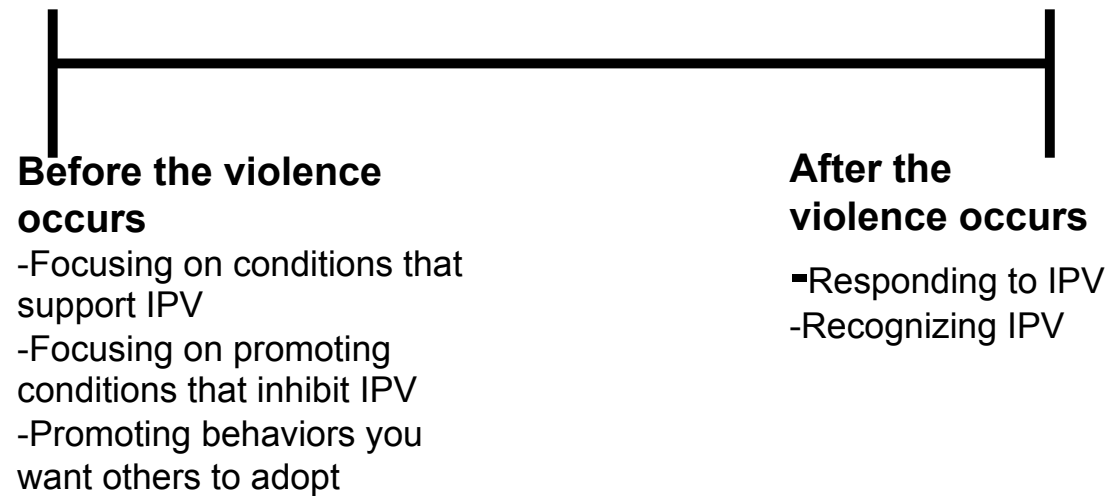 Before the violence
occurs
-Focusing on conditions that
support IPV
-Focusing on promoting
conditions that inhibit IPV
-Promoting behaviors you
want others to adopt
After the
violence occurs
-Responding to IPV
-Recognizing IPV